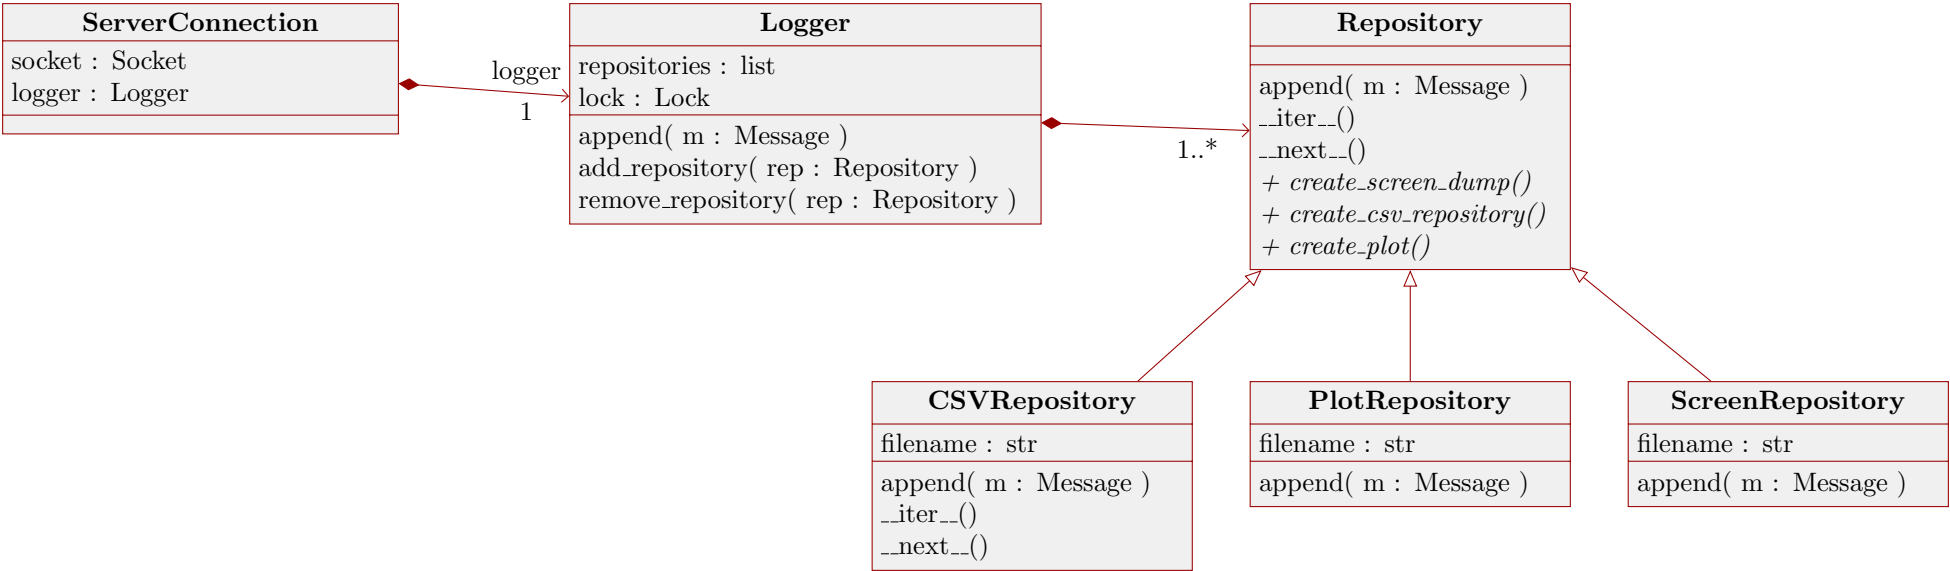 ServerConnection
socket : Socket
logger : Logger
logger
1
Logger
repositories : list
lock : Lock
append( m : Message )
add_repository( rep : Repository )
remove_repository( rep : Repository )
1..*
Repository
append( m : Message )
__iter__()
__next__()
+ create_screen_dump()
+ create_csv_repository()
+ create_plot()
CSVRepository
filename : str
append( m : Message )
__iter__()
__next__()
PlotRepository
filename : str
append( m : Message )
ScreenRepository
filename : str
append( m : Message )